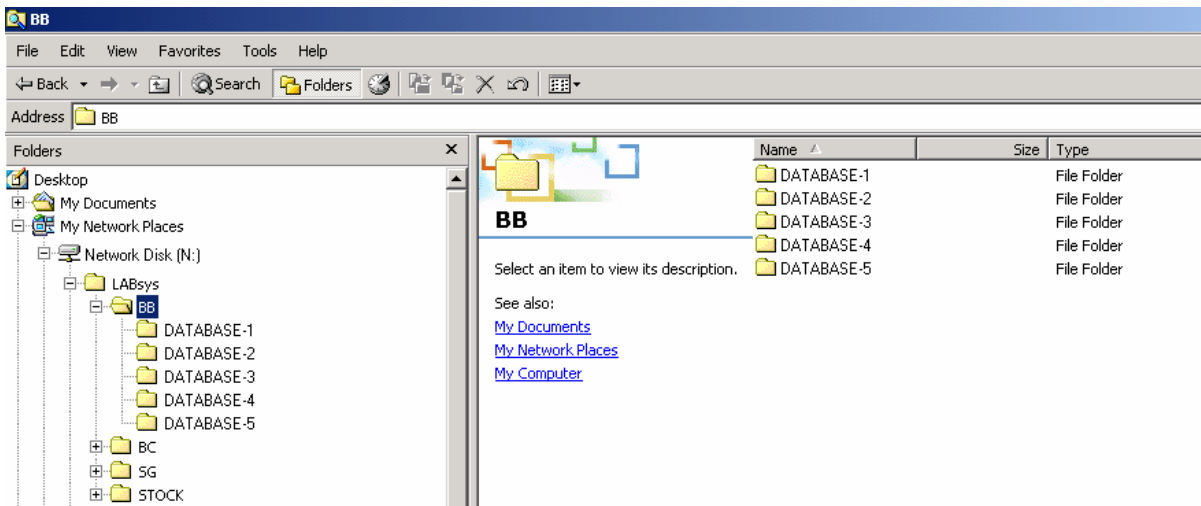 BB
File Edit View Favorites Tools Help
Back Search Folders
Address BB
Folders
Desktop
My Documents
My Network Places
Network Disk (N:)
LABsys
BB
DATABASE-1
DATABASE-2
DATABASE-3
DATABASE-4
DATABASE-5
BC
SG
STOCK
BB
Select an item to view its description.
See also:
My Documents
My Network Places
My Computer
Name Size Type
DATABASE-1 File Folder
DATABASE-2 File Folder
DATABASE-3 File Folder
DATABASE-4 File Folder
DATABASE-5 File Folder